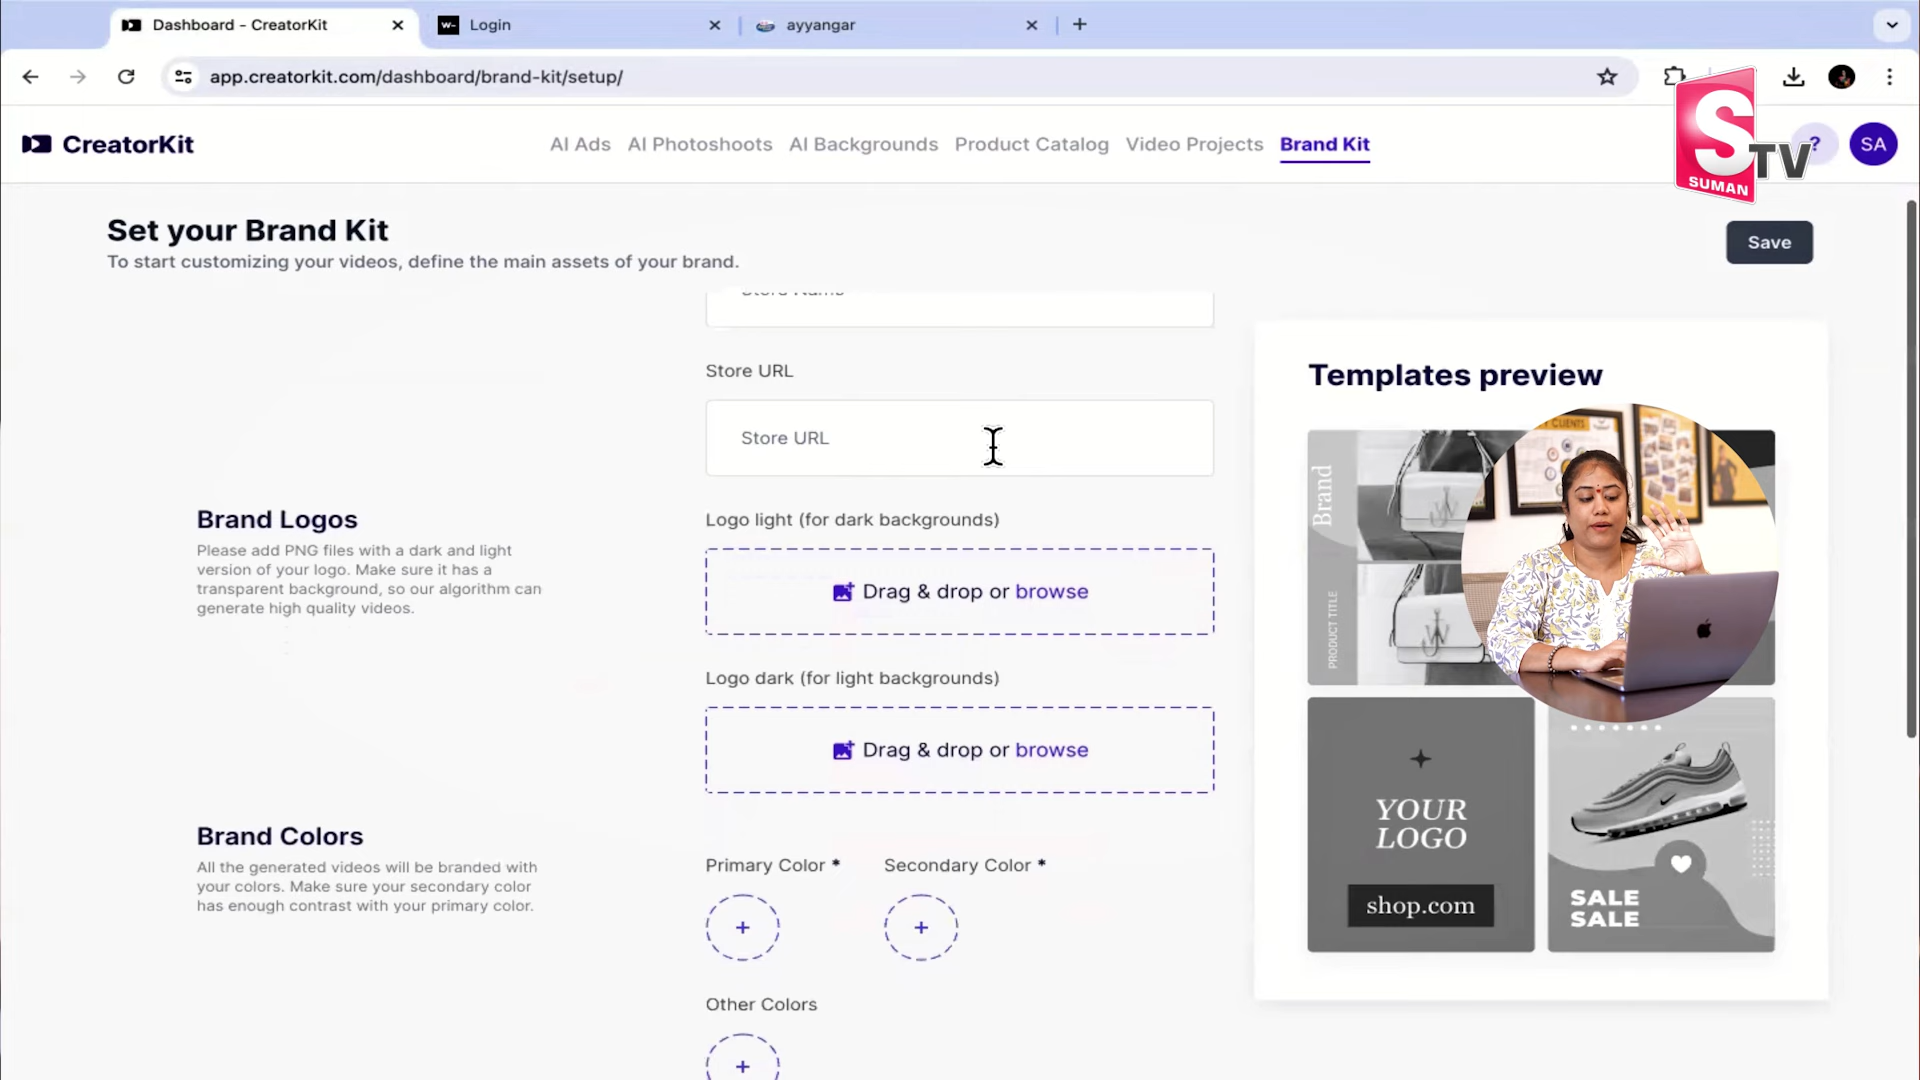 Dashboard - CreatorKit
w- Login
ayyangar
app.creatorkit.com/dashboard/brand-kit/setup/
CreatorKit
AI Ads AI Photoshoots AI Backgrounds Product Catalog Video Projects Brand Kit
? SA
S TV
SUMAN
Set your Brand Kit
To start customizing your videos, define the main assets of your brand.
Save
Store Name
Store URL
Store URL
Brand Logos
Please add PNG files with a dark and light
version of your logo. Make sure it has a
transparent background, so our algorithm can
generate high quality videos.
Logo light (for dark backgrounds)
Drag & drop or browse
Logo dark (for light backgrounds)
Drag & drop or browse
Brand Colors
All the generated videos will be branded with
your colors. Make sure your secondary color
has enough contrast with your primary color.
Primary Color * Secondary Color *
Other Colors
Templates preview
Brand
PRODUCT TITLE
CLIENTS
YOUR
LOGO
shop.com
SALE
SALE